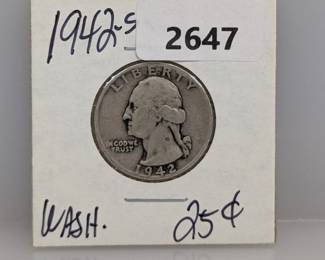 1942-S
2647
LIBERTY
IN GOD WE
TRUST
1942
WASH.
25¢